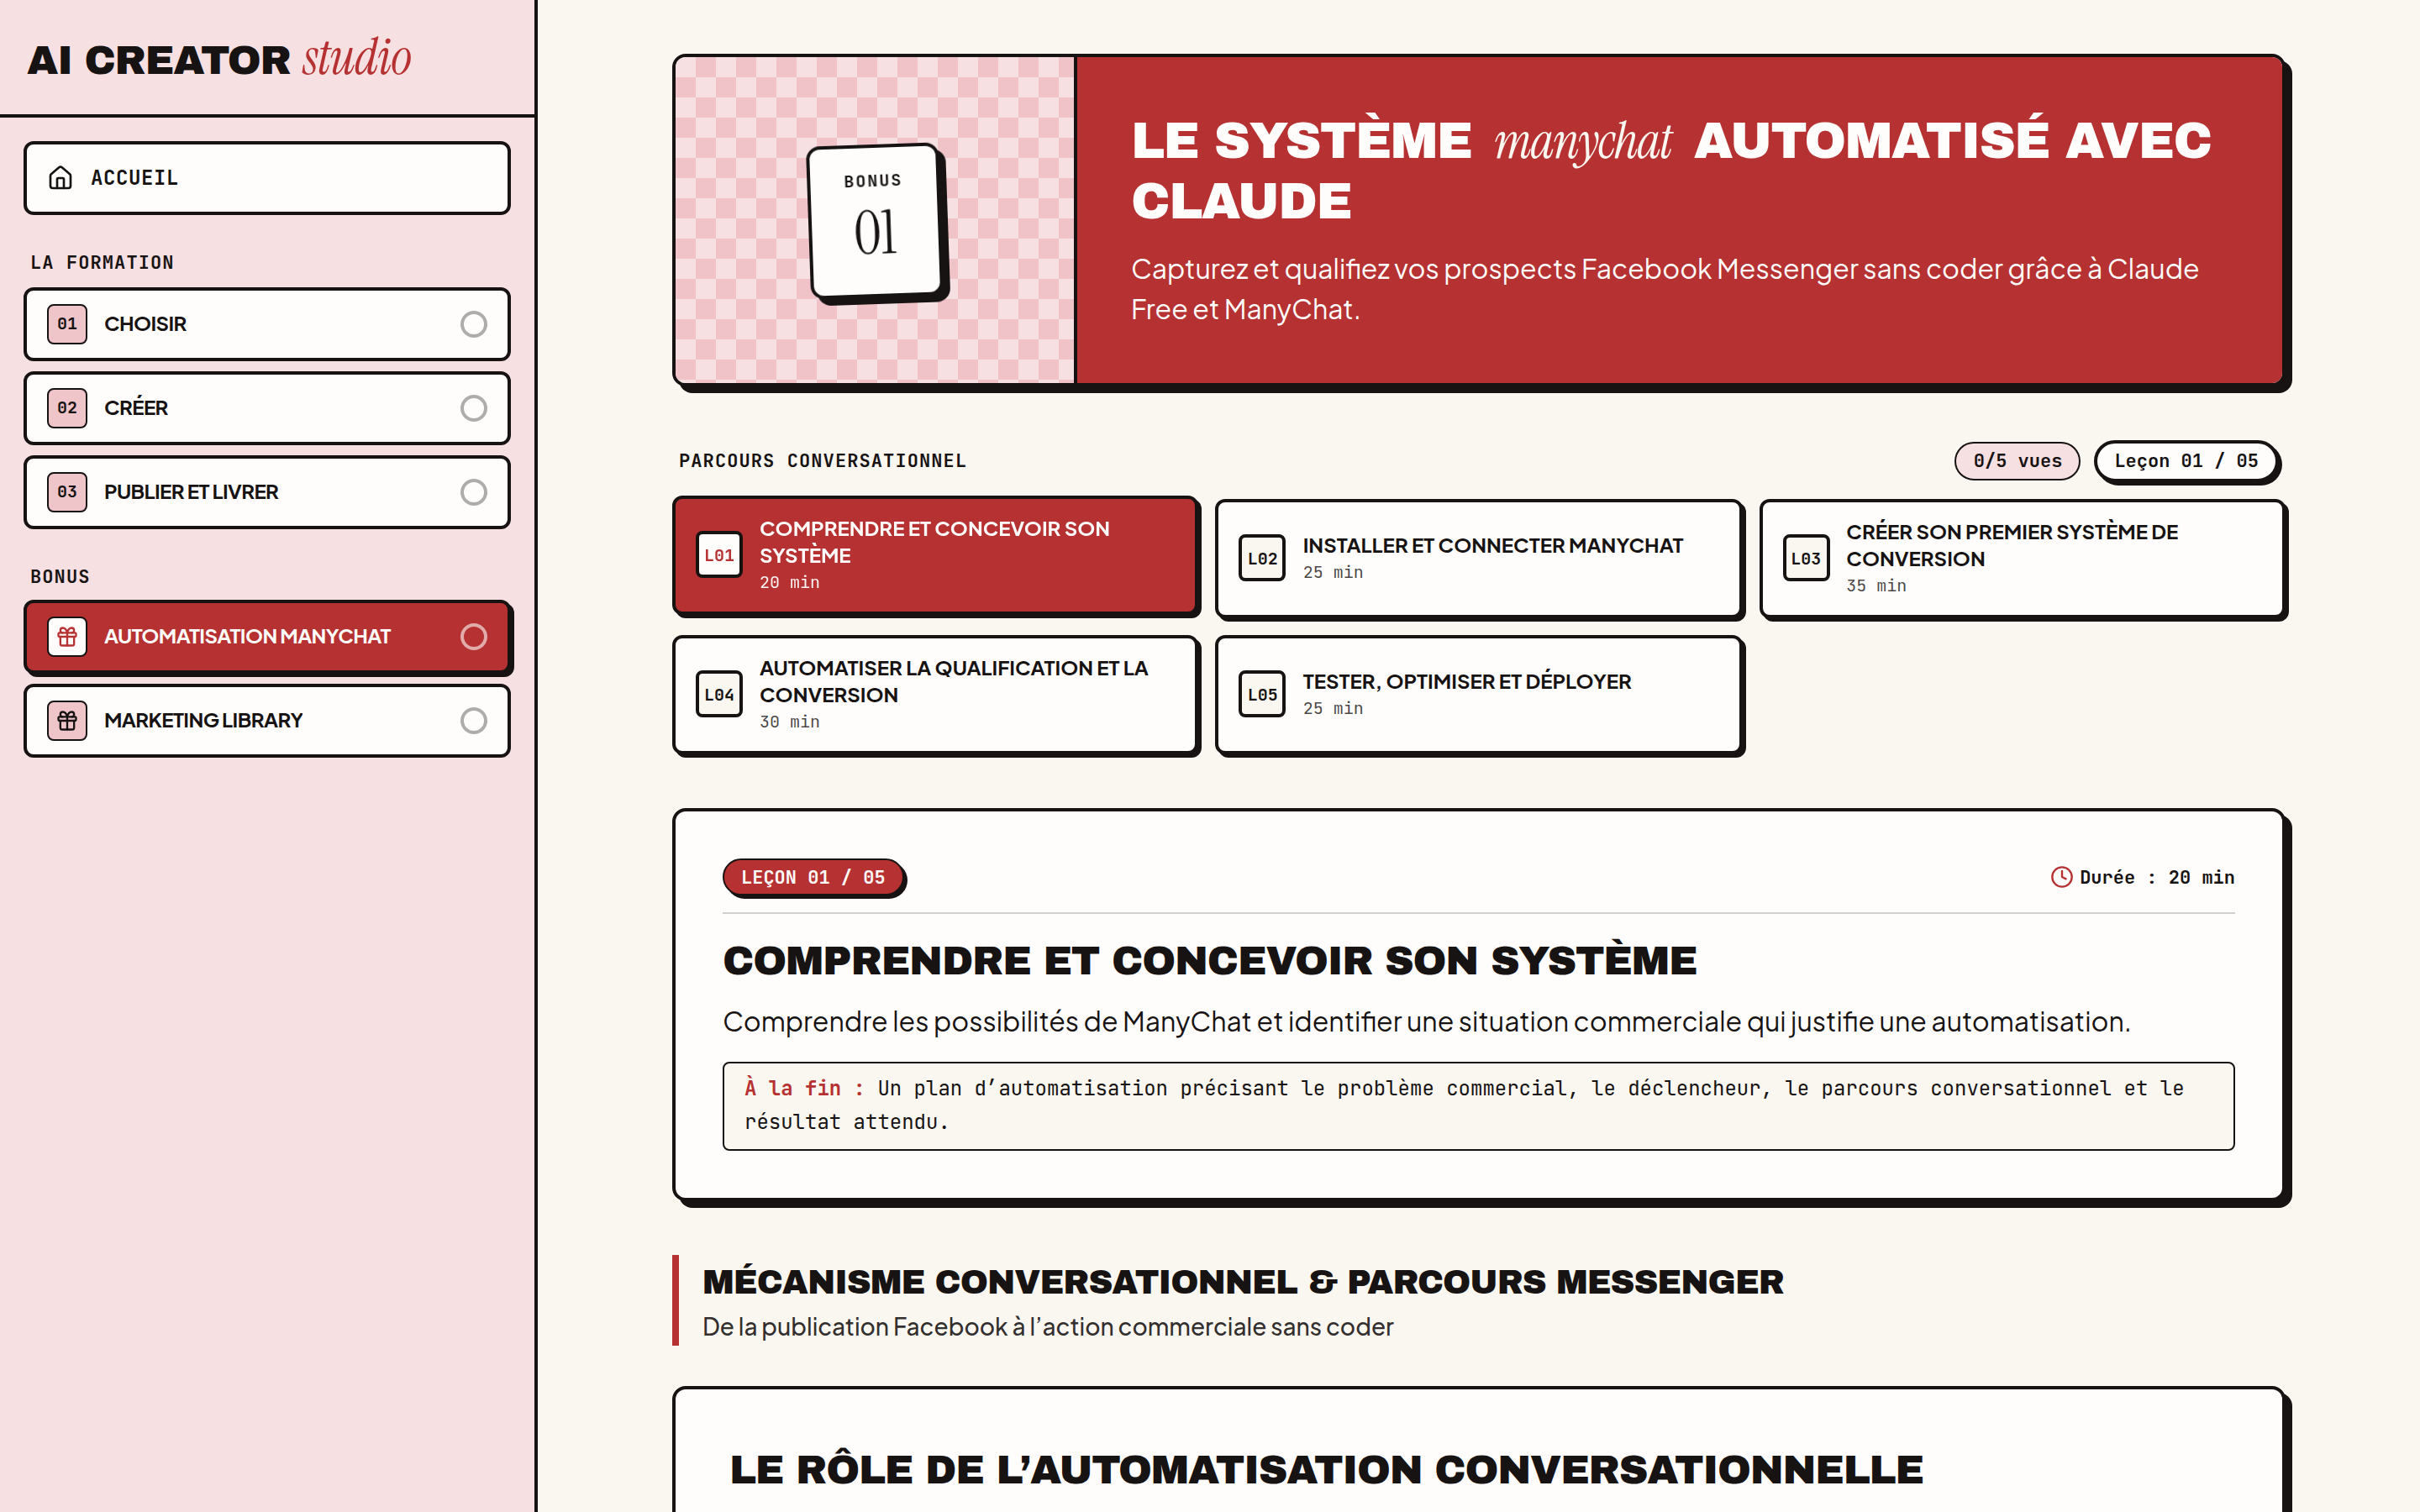 AI CREATOR studio
ACCUEIL
LA FORMATION
01 CHOISIR
02 CRÉER
03 PUBLIER ET LIVRER
BONUS
AUTOMATISATION MANYCHAT
MARKETING LIBRARY
BONUS
01
LE SYSTÈME manychat AUTOMATISÉ AVEC
CLAUDE
Capturez et qualifiez vos prospects Facebook Messenger sans coder grâce à Claude
Free et ManyChat.
PARCOURS CONVERSATIONNEL
0/5 vues
Leçon 01 / 05
L01
COMPRENDRE ET CONCEVOIR SON
SYSTÈME
20 min
L02
INSTALLER ET CONNECTER MANYCHAT
25 min
L03
CRÉER SON PREMIER SYSTÈME DE
CONVERSION
35 min
L04
AUTOMATISER LA QUALIFICATION ET LA
CONVERSION
30 min
L05
TESTER, OPTIMISER ET DÉPLOYER
25 min
LEÇON 01 / 05
Durée : 20 min
COMPRENDRE ET CONCEVOIR SON SYSTÈME
Comprendre les possibilités de ManyChat et identifier une situation commerciale qui justifie une automatisation.
À la fin : Un plan d’automatisation précisant le problème commercial, le déclencheur, le parcours conversationnel et le
résultat attendu.
MÉCANISME CONVERSATIONNEL & PARCOURS MESSENGER
De la publication Facebook à l’action commerciale sans coder
LE RÔLE DE L’AUTOMATISATION CONVERSATIONNELLE